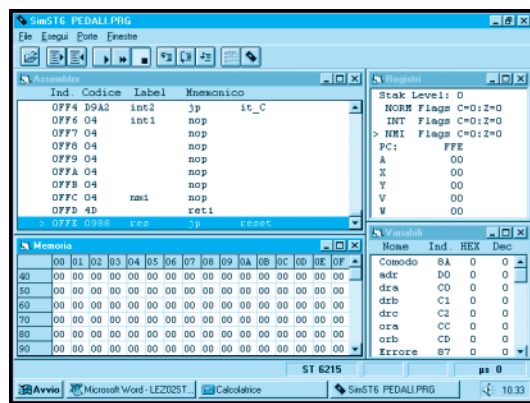 SimST6 PEDALI.PRG
File Esegui Porte Finestre
Assembler
Ind. Codice Label Mnemonico
0FF4 D9A2 int2 jp it_C
0FF6 04 int1 nop
0FF7 04 nop
0FF8 04 nop
0FF9 04 nop
0FFA 04 nop
0FFB 04 nop
0FFC 04 nmi nop
0FFD 4D reti
> 0FFE 0988 res jp reset
Registri
Stak Level: 0
NORM Flags C=0:Z=0
INT Flags C=0:Z=0
> NMI Flags C=0:Z=0
PC: FFE
A 00
X 00
Y 00
V 00
W 00
Memoria
00 01 02 03 04 05 06 07 08 09 0A 0B 0C 0D 0E 0F
40 00 00 00 00 00 00 00 00 00 00 00 00 00 00 00 00
50 00 00 00 00 00 00 00 00 00 00 00 00 00 00 00 00
60 00 00 00 00 00 00 00 00 00 00 00 00 00 00 00 00
70 00 00 00 00 00 00 00 00 00 00 00 00 00 00 00 00
80 00 00 00 00 00 00 00 00 00 00 00 00 00 00 00 00
90 00 00 00 00 00 00 00 00 00 00 00 00 00 00 00 00
Variabili
Nome Ind. HEX Dec
Comodo 8A 0 0
adr D0 0 0
dra C0 0 0
drb C1 0 0
drc C2 0 0
ora CC 0 0
orb CD 0 0
Errore 87 0 0
ST 6215
µs 0
Avvio
Microsoft Word - LEZ02ST...
Calcolatrice
SimST6 PEDALI.PRG
10.33